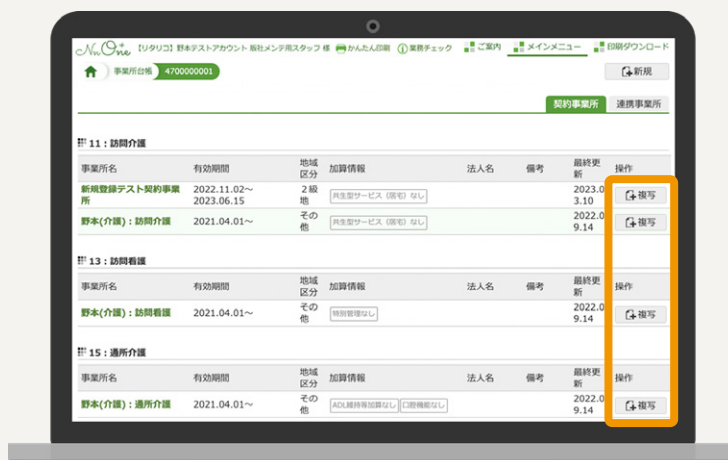 NnOne 【リタリコ】野本テストアカウント 販社メンテ用スタッフ 様 かんたん印刷 業務チェック ご案内 メインメニュー 印刷ダウンロード
事業所台帳 4700000001 新規
契約事業所 連携事業所
11：訪問介護
事業所名 有効期間 地域区分 加算情報 法人名 備考 最終更新 操作
新規登録テスト契約事業所 2022.11.02～2023.06.15 2級地 共生型サービス（居宅）なし 2023.03.10 複写
野本(介護)：訪問介護 2021.04.01～ その他 共生型サービス（居宅）なし 2022.09.14 複写
13：訪問看護
事業所名 有効期間 地域区分 加算情報 法人名 備考 最終更新 操作
野本(介護)：訪問看護 2021.04.01～ その他 特別管理なし 2022.09.14 複写
15：通所介護
事業所名 有効期間 地域区分 加算情報 法人名 備考 最終更新 操作
野本(介護)：通所介護 2021.04.01～ その他 ADL維持等加算なし 口腔機能なし 2022.09.14 複写